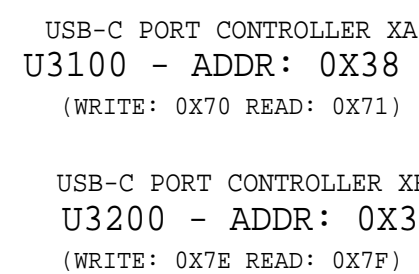 USB-C PORT CONTROLLER XA
U3100 - ADDR: 0X38
(WRITE: 0X70 READ: 0X71)
USB-C PORT CONTROLLER
U3200 - ADDR: 0X3
(WRITE: 0X7E READ: 0X7F)